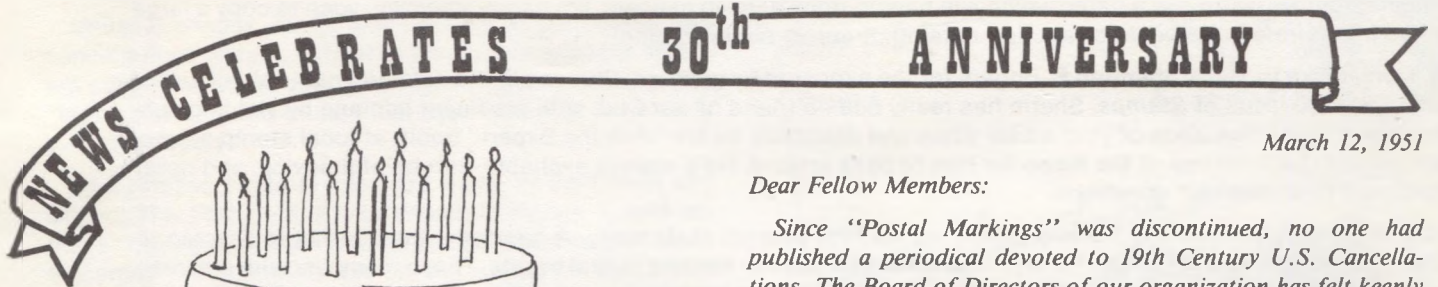 NEWS CELEBRATES 30th ANNIVERSARY
March 12, 1951
Dear Fellow Members:
Since "Postal Markings" was discontinued, no one had
published a periodical devoted to 19th Century U.S. Cancella-
tions. The Board of Directors of our organization has felt keenly